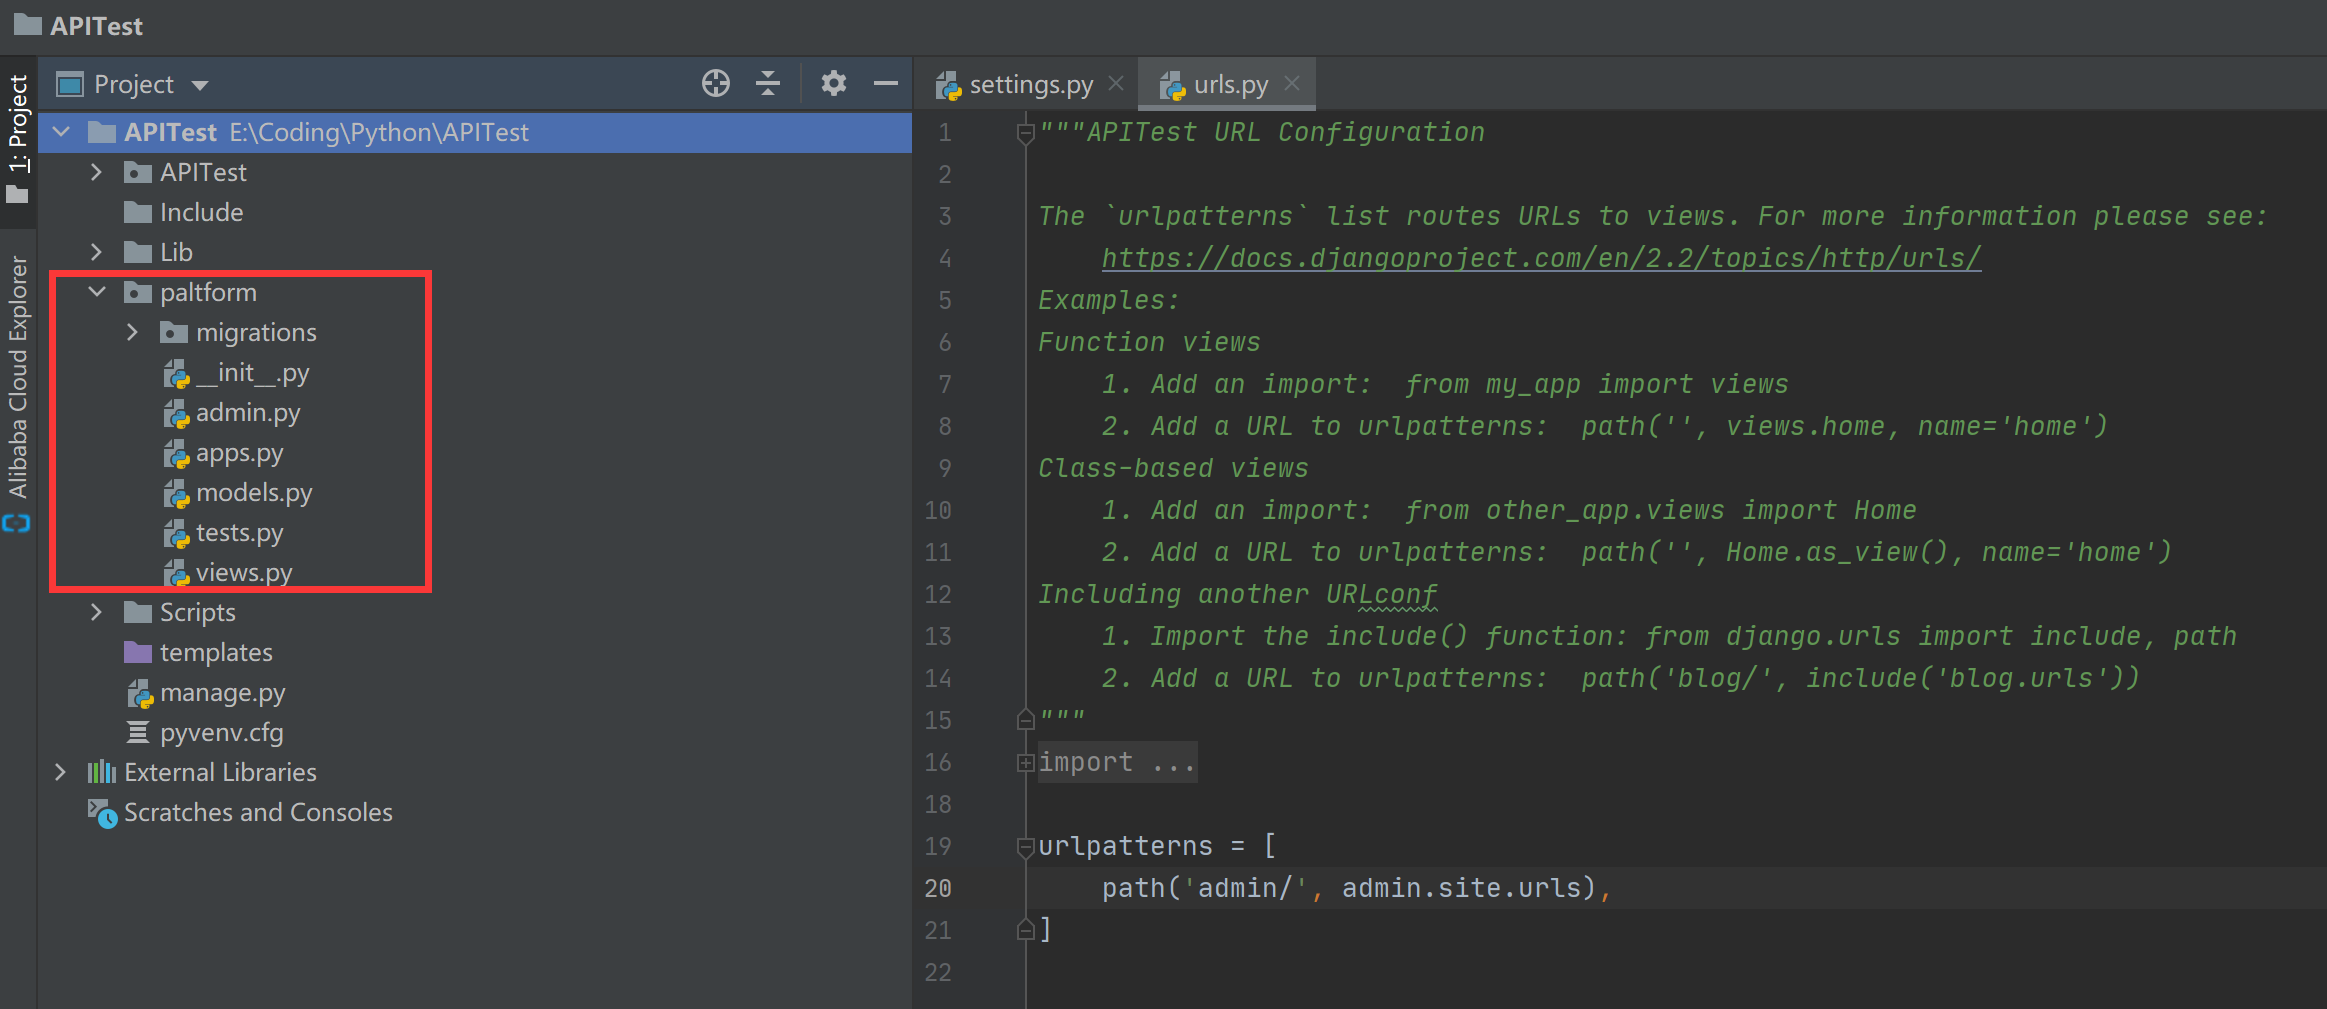 APITest
1: Project
Alibaba Cloud Explorer
Project
APITest E:\Coding\Python\APITest
APITest
Include
Lib
paltform
migrations
__init__.py
admin.py
apps.py
models.py
tests.py
views.py
Scripts
templates
manage.py
pyvenv.cfg
External Libraries
Scratches and Consoles
settings.py
urls.py
1 """APITest URL Configuration
2
3 The `urlpatterns` list routes URLs to views. For more information please see:
4     https://docs.djangoproject.com/en/2.2/topics/http/urls/
5 Examples:
6 Function views
7     1. Add an import:  from my_app import views
8     2. Add a URL to urlpatterns:  path('', views.home, name='home')
9 Class-based views
10     1. Add an import:  from other_app.views import Home
11     2. Add a URL to urlpatterns:  path('', Home.as_view(), name='home')
12 Including another URLconf
13     1. Import the include() function: from django.urls import include, path
14     2. Add a URL to urlpatterns:  path('blog/', include('blog.urls'))
15 """
16 import ...
18
19 urlpatterns = [
20     path('admin/', admin.site.urls),
21 ]
22